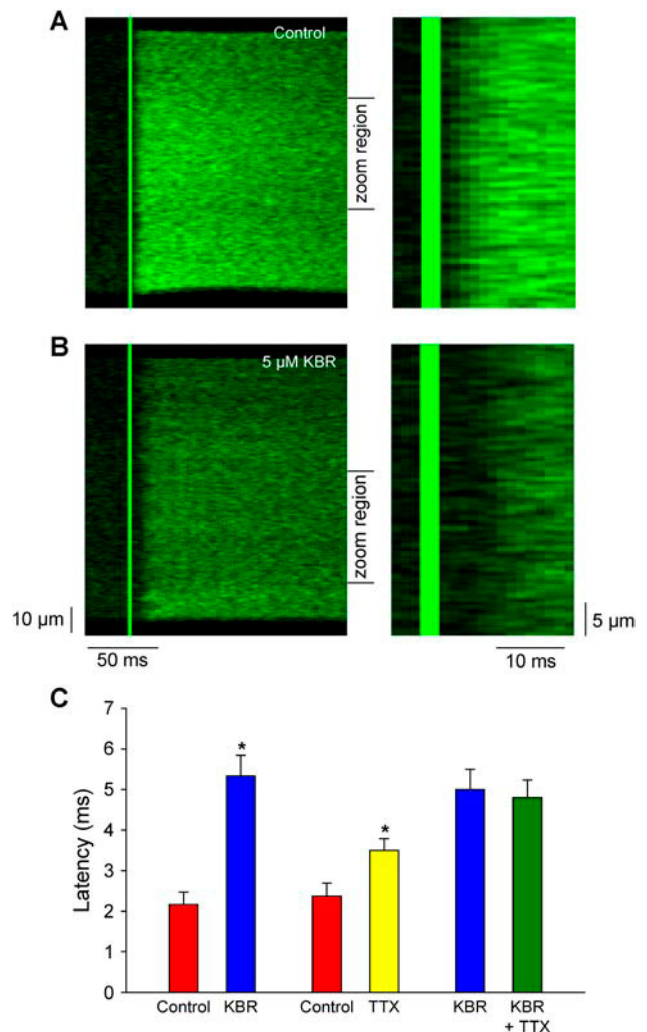 A
Control
zoom region
B
5 µM KBR
zoom region
10 µm
5 µm
50 ms
10 ms
C
7
6
5
4
3
2
1
0
Latency (ms)
*
*
Control
KBR
Control
TTX
KBR
KBR
+ TTX